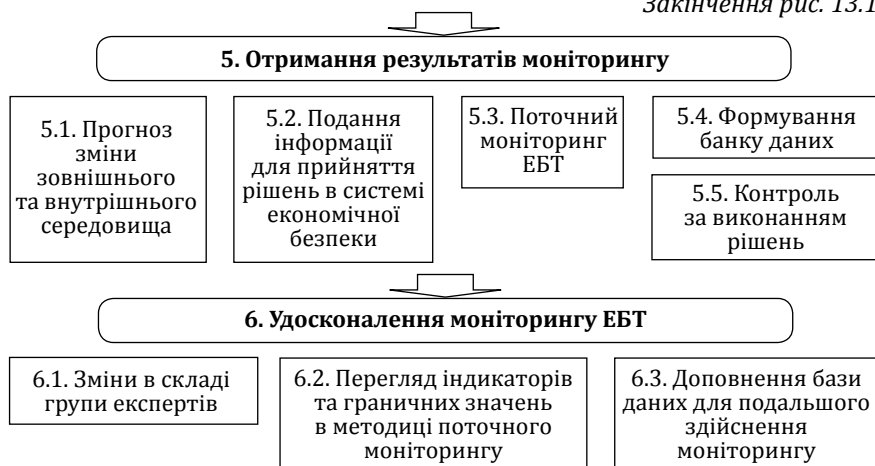 Закінчення рис. 13.1
5. Отримання результатів моніторингу
5.1. Прогноз
зміни
зовнішнього
та внутрішнього
середовища
5.2. Подання
інформації
для прийняття
рішень в системі
економічної
безпеки
5.3. Поточний
моніторинг
ЕБТ
5.4. Формування
банку даних
5.5. Контроль
за виконанням
рішень
6. Удосконалення моніторингу ЕБТ
6.1. Зміни в складі
групи експертів
6.2. Перегляд індикаторів
та граничних значень
в методиці поточного
моніторингу
6.3. Доповнення бази
даних для подальшого
здійснення
моніторингу